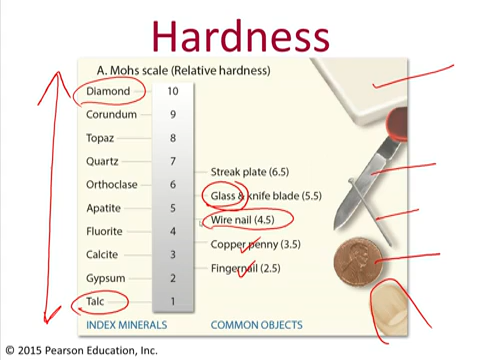 Hardness
A. Mohs scale (Relative hardness)
Diamond 10
Corundum 9
Topaz 8
Quartz 7
Streak plate (6.5)
Orthoclase 6
Glass & knife blade (5.5)
Apatite 5
Wire nail (4.5)
Fluorite 4
Copper penny (3.5)
Calcite 3
Fingernail (2.5)
Gypsum 2
Talc 1
INDEX MINERALS COMMON OBJECTS
© 2015 Pearson Education, Inc.